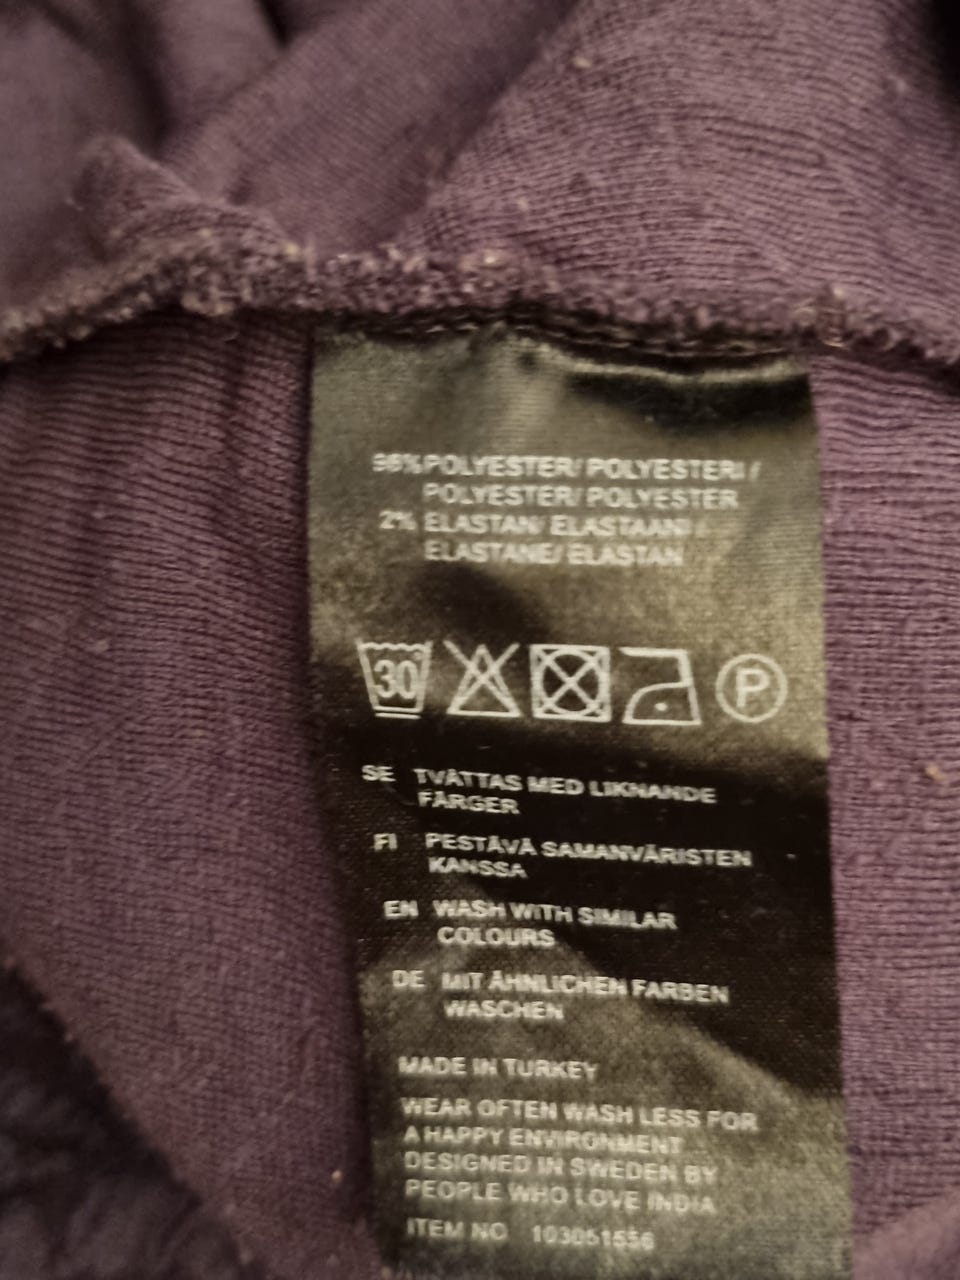 98%POLYESTER/ POLYESTERI /
POLYESTER/ POLYESTER
2% ELASTAN/ ELASTAANI /
ELASTANE/ ELASTAN
30 P
SE TVÄTTAS MED LIKNANDE
FÄRGER
FI PESTÄVÄ SAMANVÄRISTEN
KANSSA
EN WASH WITH SIMILAR
COLOURS
DE MIT ÄHNLICHEN FARBEN
WASCHEN
MADE IN TURKEY
WEAR OFTEN WASH LESS FOR
A HAPPY ENVIRONMENT
DESIGNED IN SWEDEN BY
PEOPLE WHO LOVE INDIA
ITEM NO 103051556